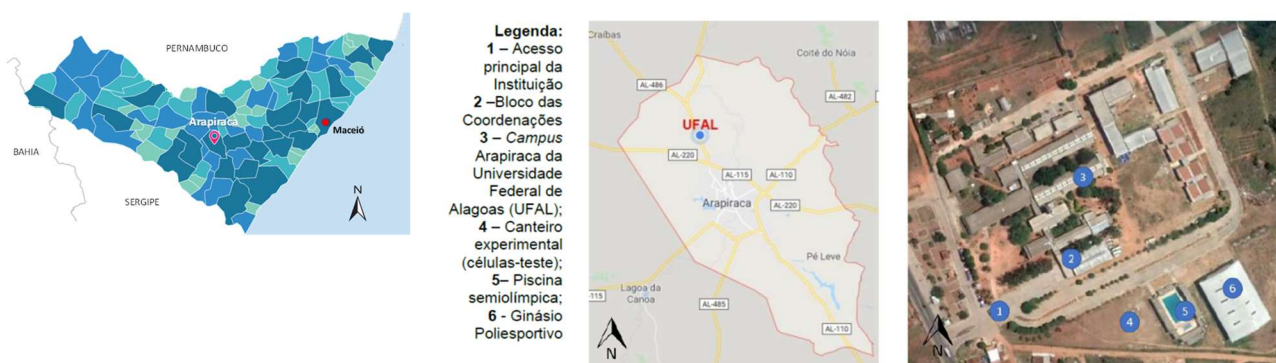 PERNAMBUCO
Arapiraca
Maceió
BAHIA
SERGIPE
N
Legenda:
1 – Acesso
principal da
Instituição
2 –Bloco das
Coordenações
3 – Campus
Arapiraca da
Universidade
Federal de
Alagoas (UFAL);
4 – Canteiro
experimental
(células-teste);
5– Piscina
semiolímpica;
6 - Ginásio
Poliesportivo
Craíbas
Coité do Nóia
AL-486
AL-482
UFAL
AL-220
AL-115
AL-110
Arapiraca
AL-220
Pé Leve
Lagoa da
Canoa
-115
AL-485
AL-110
N
3
2
6
1
4
5
N